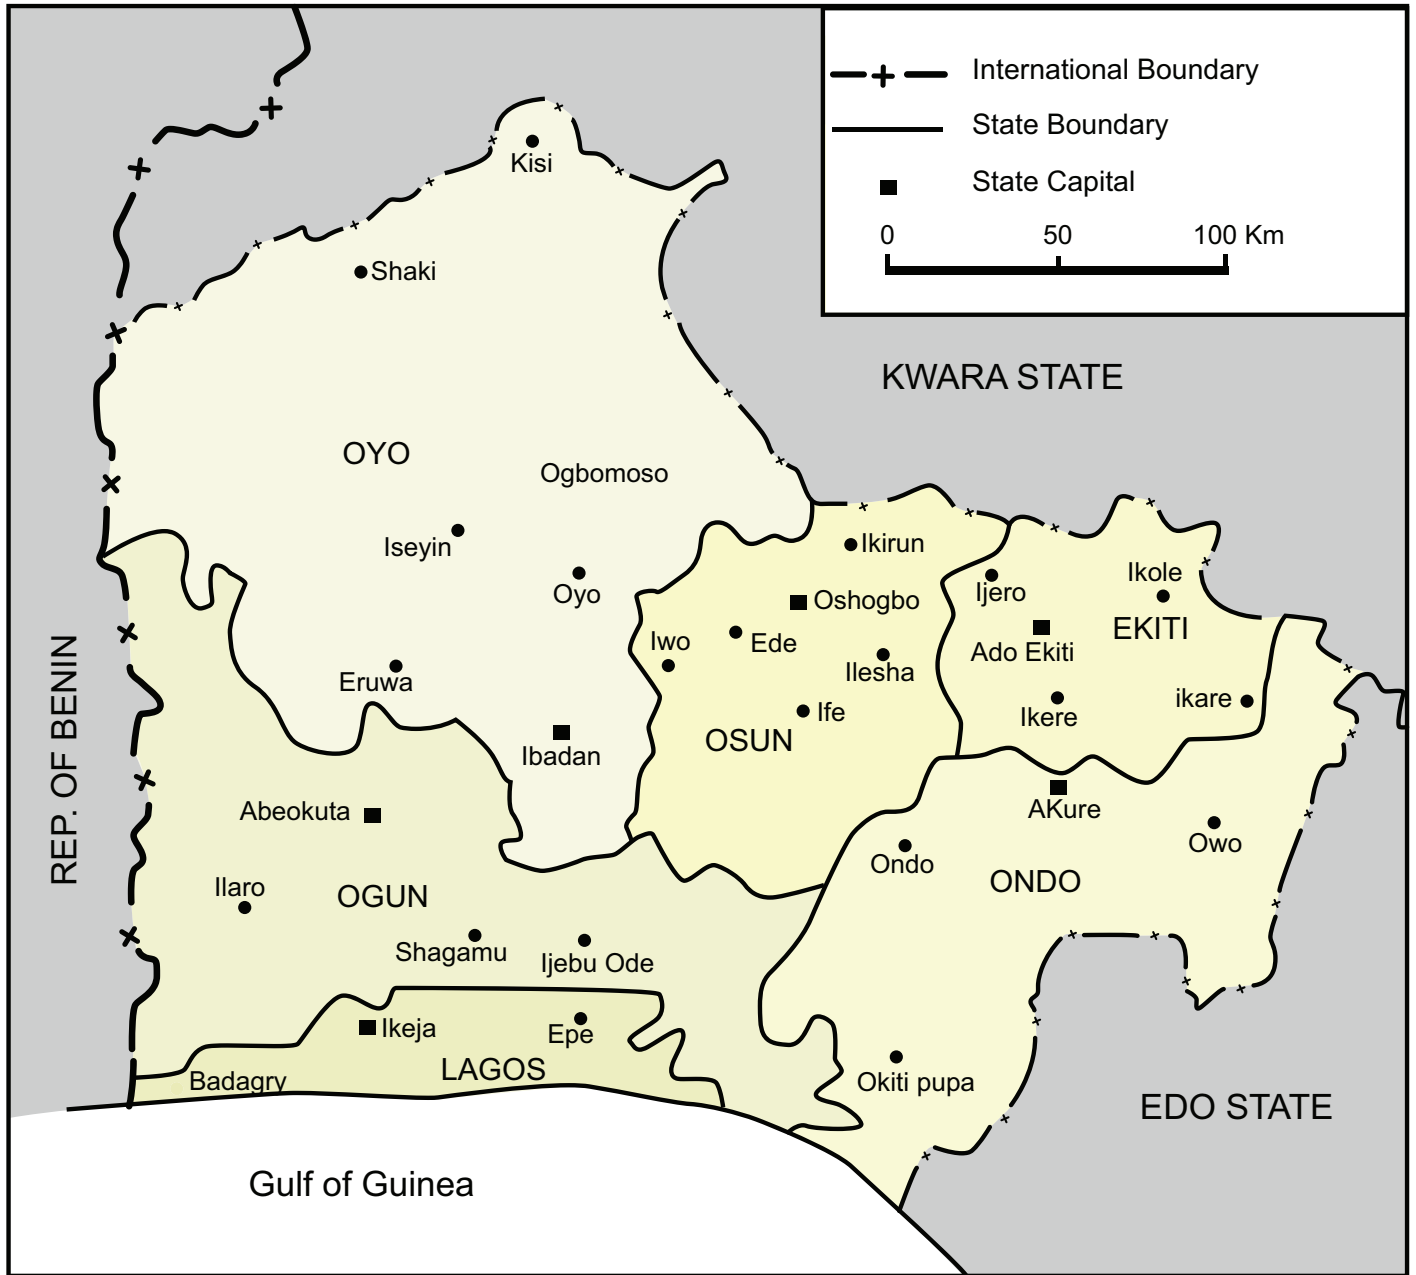 International Boundary
State Boundary
State Capital
0 50 100 Km
Kisi
Shaki
KWARA STATE
OYO
Ogbomoso
Iseyin
Oyo
Ikirun
Ijero
Ikole
Oshogbo
EKITI
Iwo
Ede
Ado Ekiti
Ilesha
Eruwa
Ife
Ikere
ikare
OSUN
Ibadan
REP. OF BENIN
Abeokuta
AKure
Owo
Ondo
ONDO
Ilaro
OGUN
Shagamu
Ijebu Ode
Ikeja
Epe
LAGOS
Badagry
Okiti pupa
EDO STATE
Gulf of Guinea